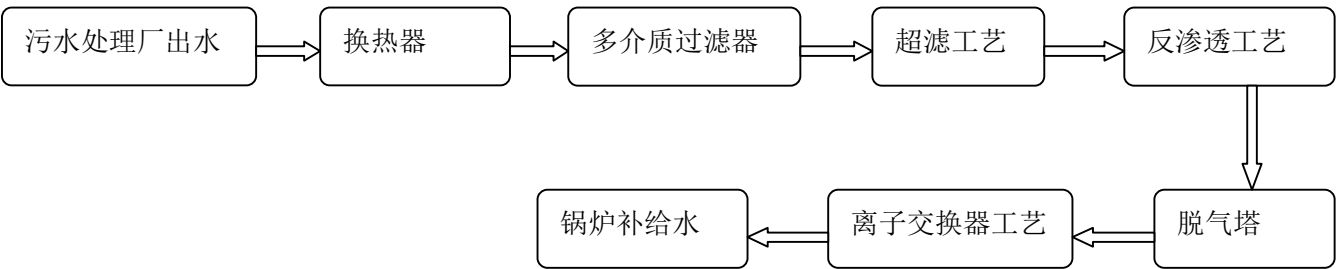 污水处理厂出水
换热器
多介质过滤器
超滤工艺
反渗透工艺
脱气塔
离子交换器工艺
锅炉补给水